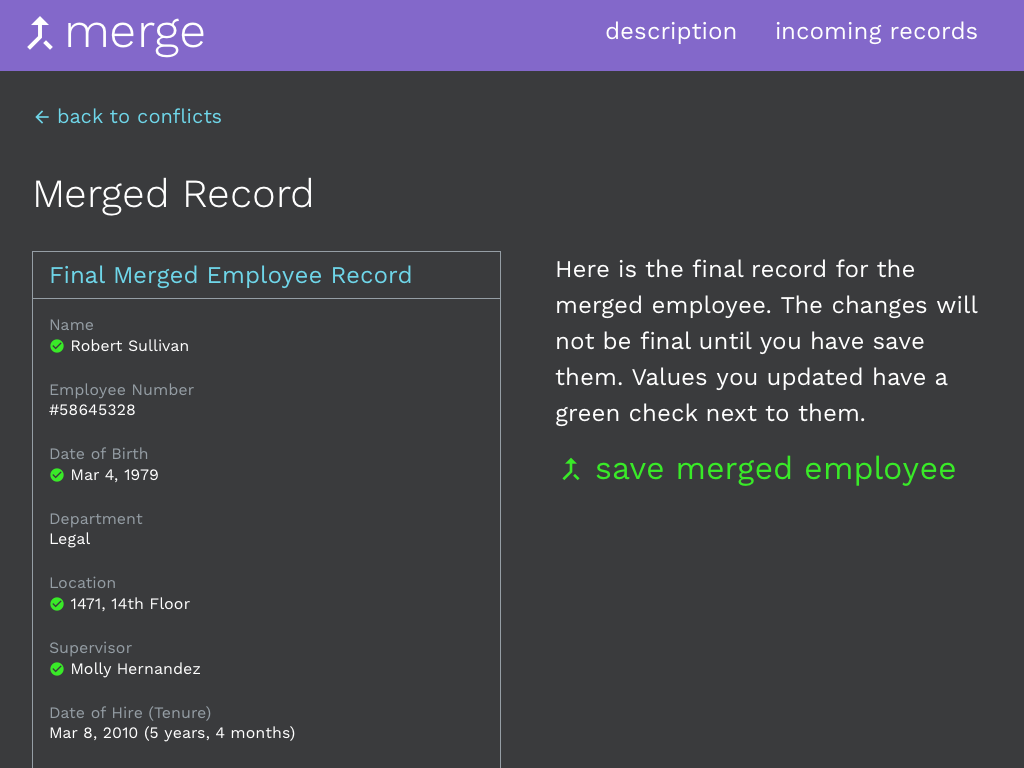 merge
description
incoming records
← back to conflicts
Merged Record
Final Merged Employee Record
Name
Robert Sullivan
Employee Number
#58645328
Date of Birth
Mar 4, 1979
Department
Legal
Location
1471, 14th Floor
Supervisor
Molly Hernandez
Date of Hire (Tenure)
Mar 8, 2010 (5 years, 4 months)
Here is the final record for the
merged employee. The changes will
not be final until you have save
them. Values you updated have a
green check next to them.
save merged employee